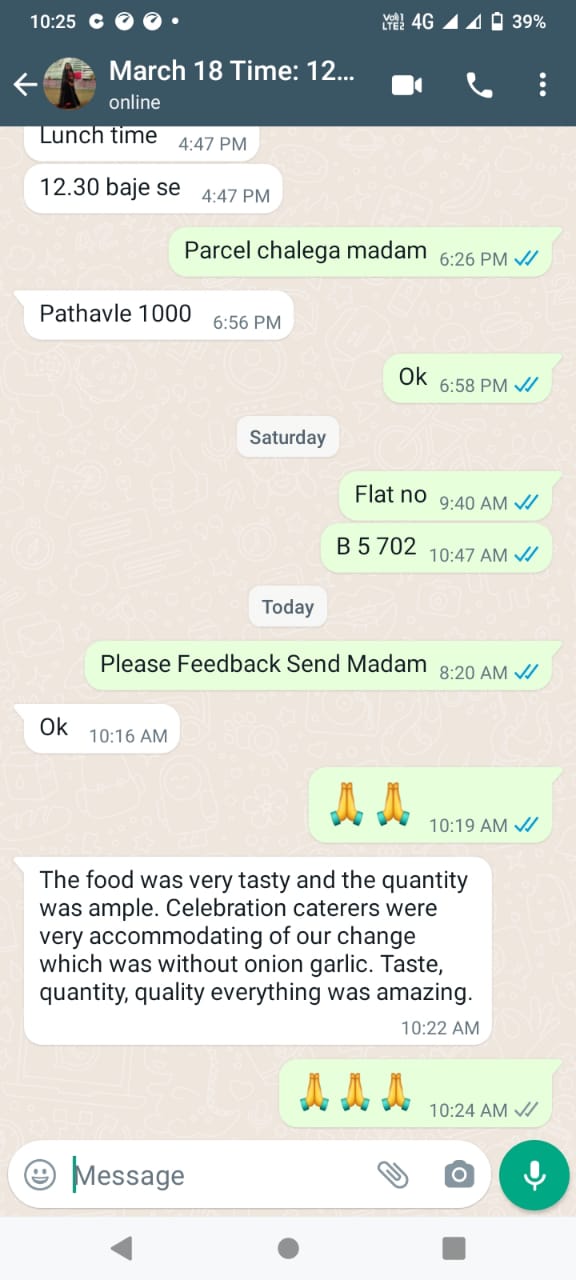 10:25
4G
39%
March 18 Time: 12...
online
Lunch time 4:47 PM
12.30 baje se 4:47 PM
Parcel chalega madam 6:26 PM
Pathavle 1000 6:56 PM
Ok 6:58 PM
Saturday
Flat no 9:40 AM
B 5 702 10:47 AM
Today
Please Feedback Send Madam 8:20 AM
Ok 10:16 AM
🙏 🙏 10:19 AM
The food was very tasty and the quantity
was ample. Celebration caterers were
very accommodating of our change
which was without onion garlic. Taste,
quantity, quality everything was amazing.
10:22 AM
🙏 🙏 🙏 10:24 AM
Message